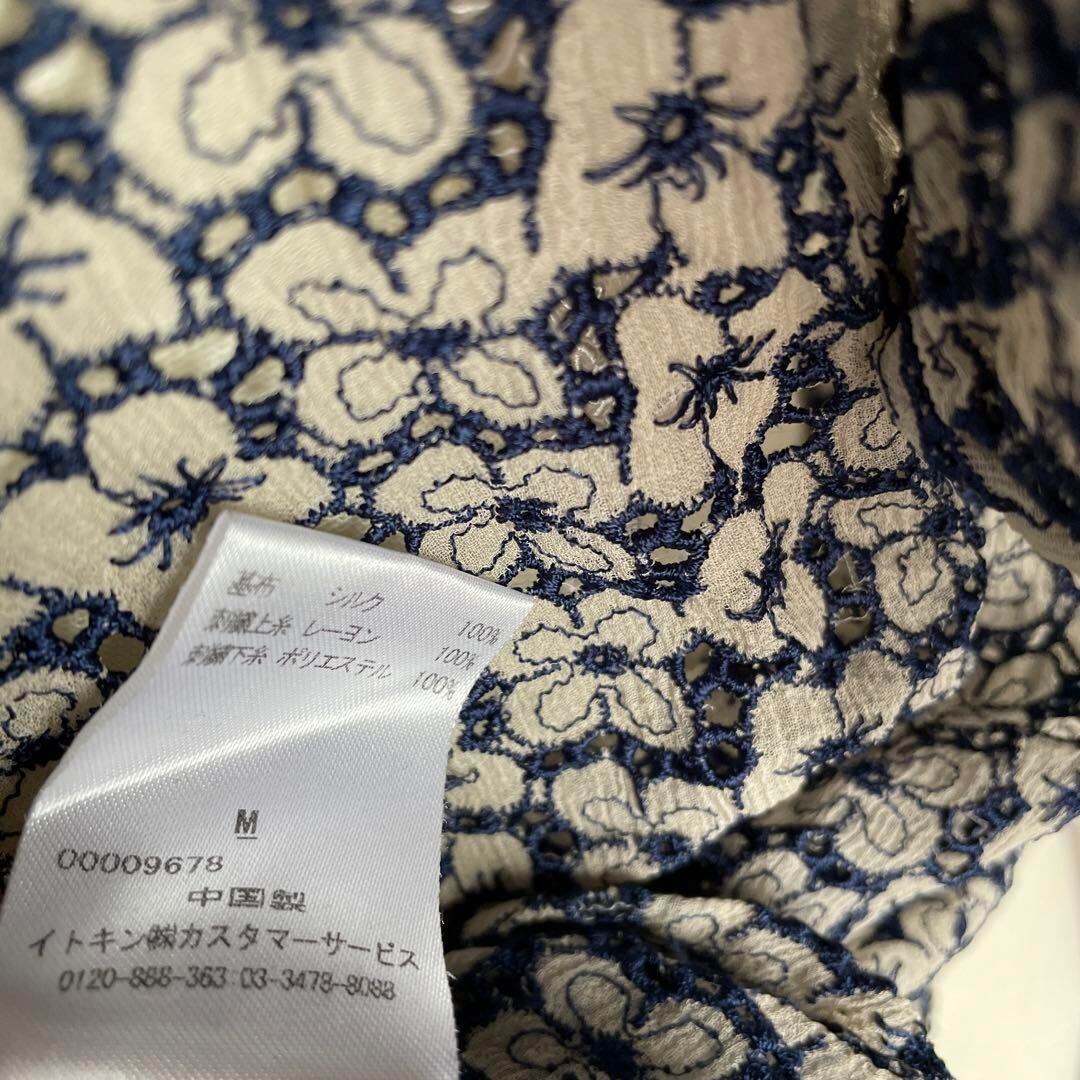 基布 シルク 100%
刺繍上糸 レーヨン 100%
刺繍下糸 ポリエステル 100%
M
00009678
中国製
イトキン㈱カスタマーサービス
0120-888-363 03-3478-8088